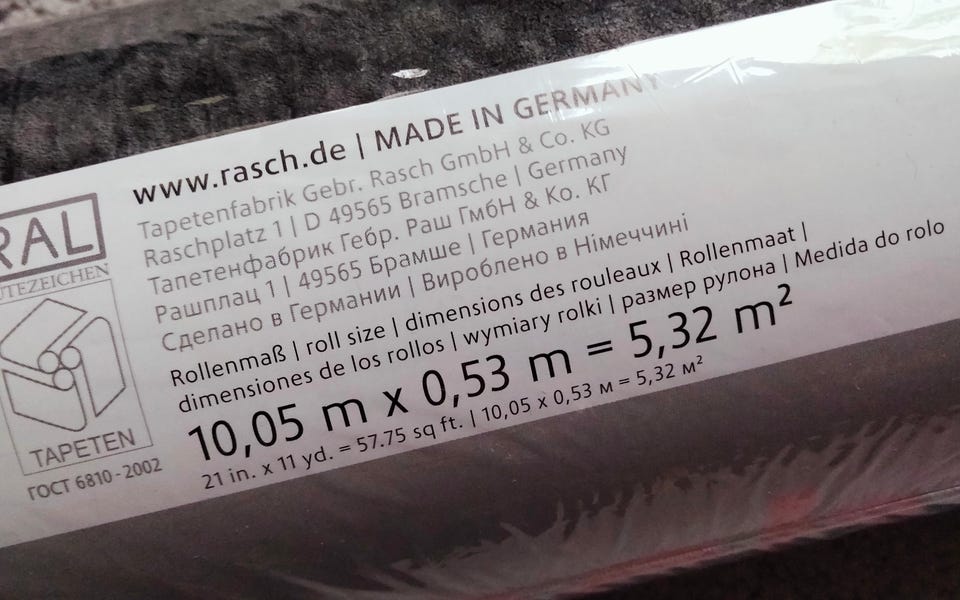 www.rasch.de | MADE IN GERMANY
Tapetenfabrik Gebr. Rasch GmbH & Co. KG
Raschplatz 1 | D 49565 Bramsche | Germany
Тапетенфабрик Гебр. Раш ГмбН & Ко. КГ
Рашплац 1 | 49565 Брамше | Германия
Сделано в Германии | Вироблено в Німеччині
Rollenmaß | roll size | dimensions des rouleaux | Rollenmaat |
dimensiones de los rollos | wymiary rolki | размер рулона | Medida do rolo
10,05 m x 0,53 m = 5,32 m²
21 in. x 11 yd. = 57.75 sq ft. | 10,05 x 0,53 м = 5,32 м²
RAL
UTEZEICHEN
TAPETEN
ГОСТ 6810-2002